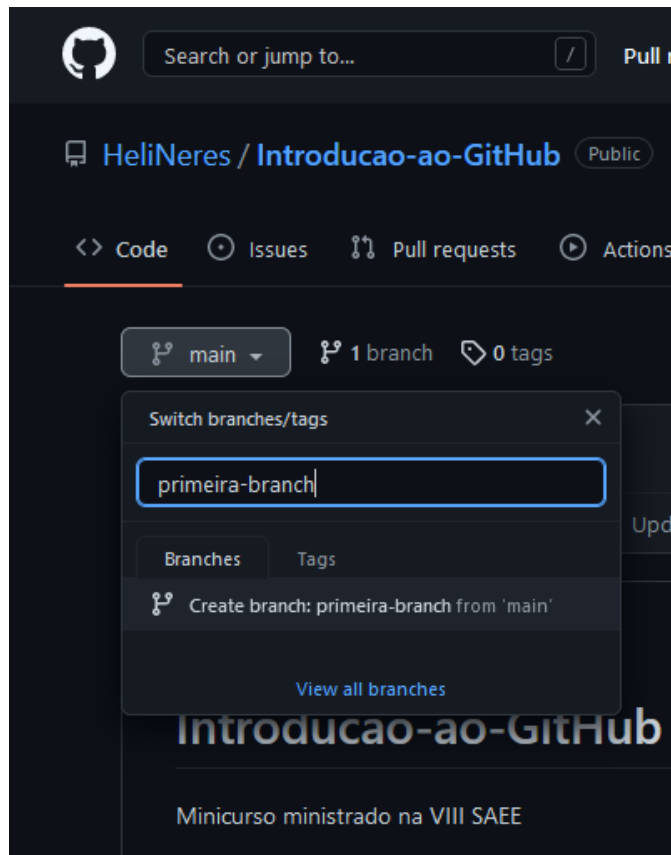 Search or jump to... / Pull
HeliNeres / Introducao-ao-GitHub Public
Code Issues Pull requests Actions
main 1 branch 0 tags
Switch branches/tags
primeira-branch
Branches Tags
Create branch: primeira-branch from 'main'
View all branches
Introducao-ao-GitHub
Minicurso ministrado na VIII SAEE